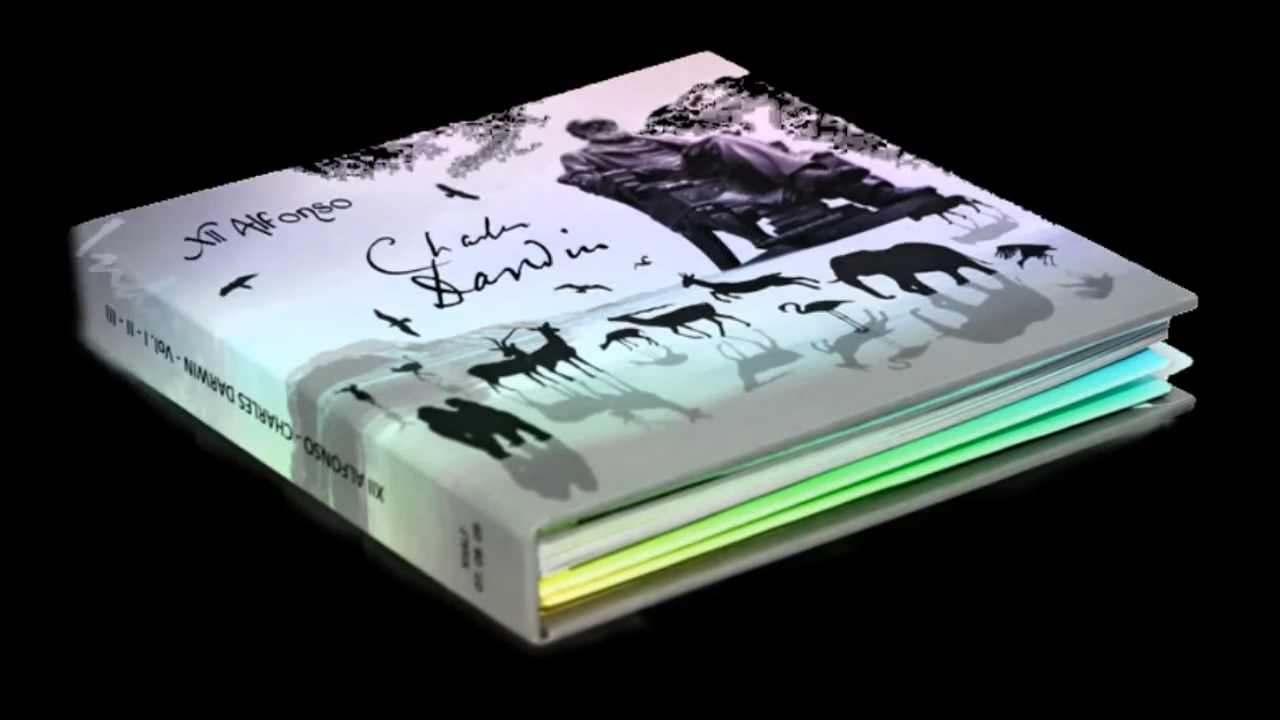 XII Alfonso
Charles
Darwin
XII ALFONSO - CHARLES DARWIN - Vol. I - II - III